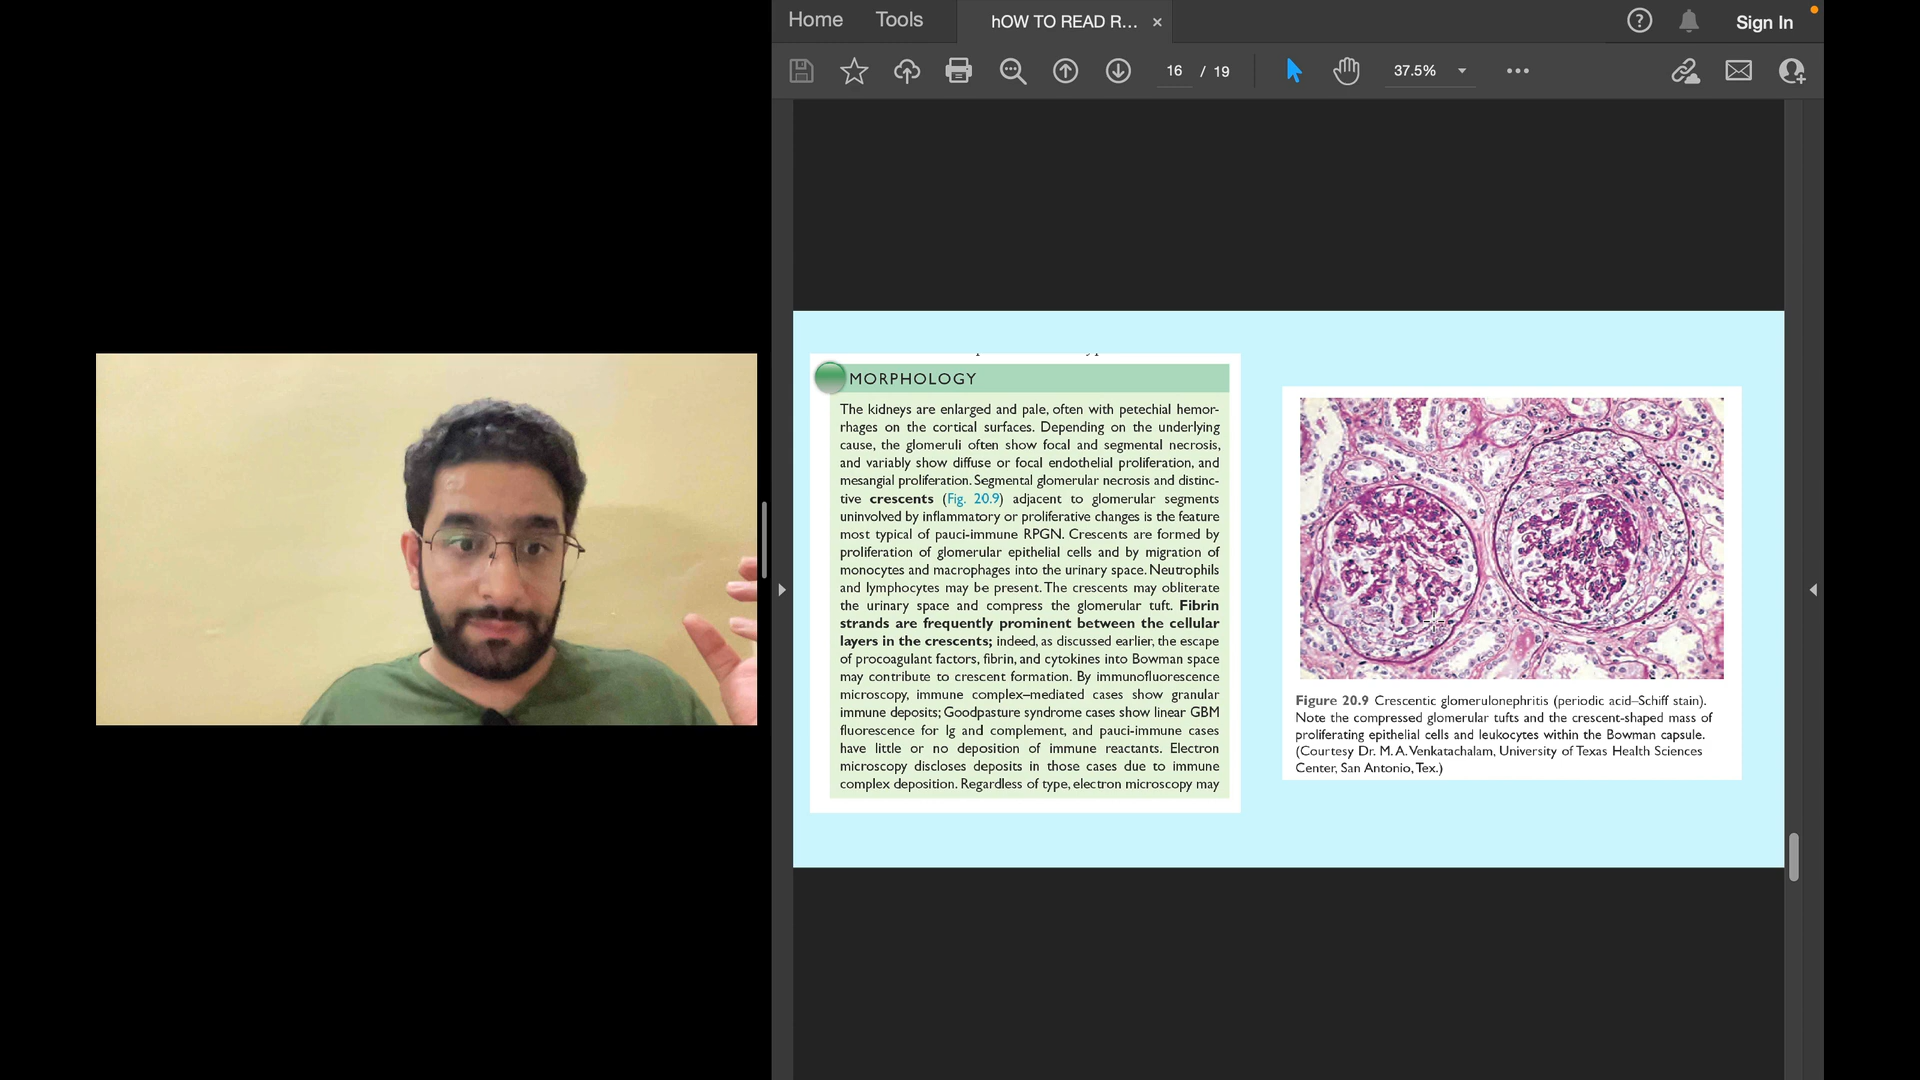 Home Tools hOW TO READ R... × Sign In
16 / 19 37.5%
MORPHOLOGY
The kidneys are enlarged and pale, often with petechial hemor-
rhages on the cortical surfaces. Depending on the underlying
cause, the glomeruli often show focal and segmental necrosis,
and variably show diffuse or focal endothelial proliferation, and
mesangial proliferation. Segmental glomerular necrosis and distinc-
tive crescents (Fig. 20.9) adjacent to glomerular segments
uninvolved by inflammatory or proliferative changes is the feature
most typical of pauci-immune RPGN. Crescents are formed by
proliferation of glomerular epithelial cells and by migration of
monocytes and macrophages into the urinary space. Neutrophils
and lymphocytes may be present. The crescents may obliterate
the urinary space and compress the glomerular tuft. Fibrin
strands are frequently prominent between the cellular
layers in the crescents; indeed, as discussed earlier, the escape
of procoagulant factors, fibrin, and cytokines into Bowman space
may contribute to crescent formation. By immunofluorescence
microscopy, immune complex–mediated cases show granular
immune deposits; Goodpasture syndrome cases show linear GBM
fluorescence for Ig and complement, and pauci-immune cases
have little or no deposition of immune reactants. Electron
microscopy discloses deposits in those cases due to immune
complex deposition. Regardless of type, electron microscopy may
Figure 20.9 Crescentic glomerulonephritis (periodic acid–Schiff stain).
Note the compressed glomerular tufts and the crescent-shaped mass of
proliferating epithelial cells and leukocytes within the Bowman capsule.
(Courtesy Dr. M. A. Venkatachalam, University of Texas Health Sciences
Center, San Antonio, Tex.)